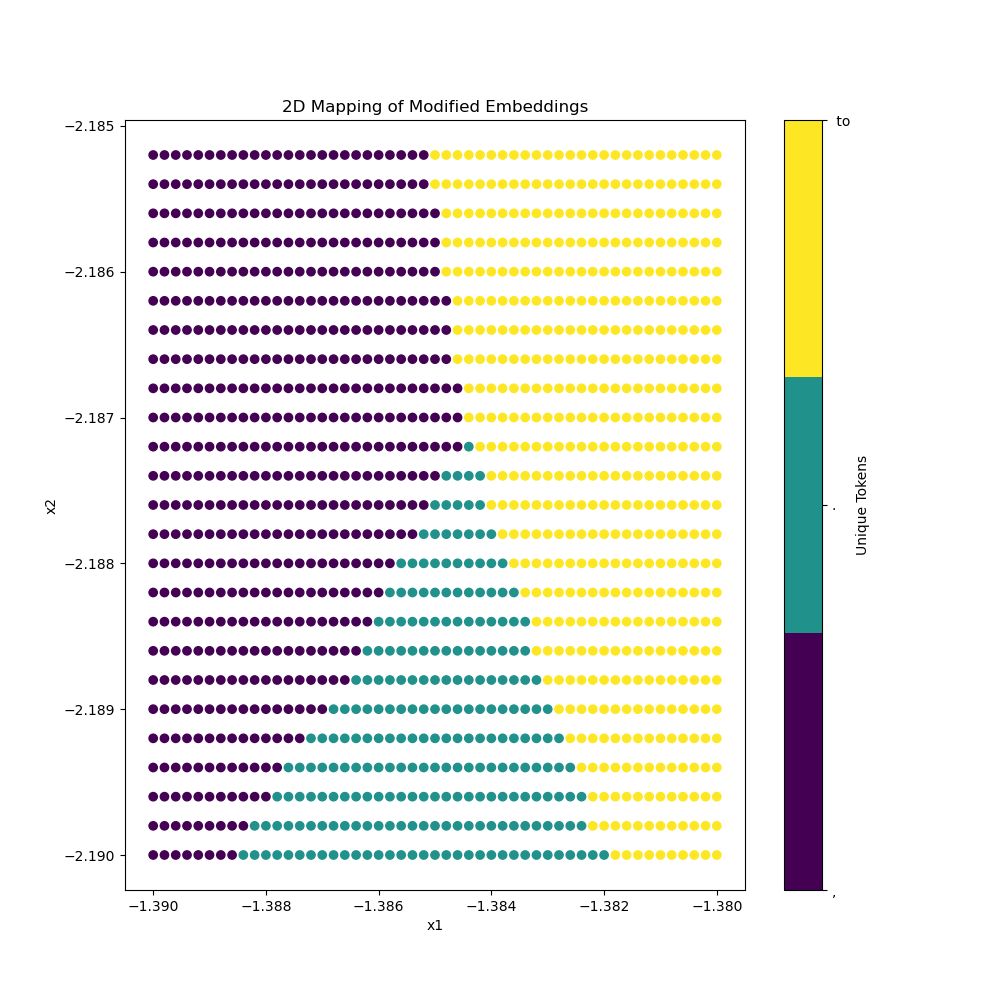 2D Mapping of Modified Embeddings
−2.185
−2.186
−2.187
−2.188
−2.189
−2.190
x2
−1.390 −1.388 −1.386 −1.384 −1.382 −1.380
x1
to
.
,
Unique Tokens